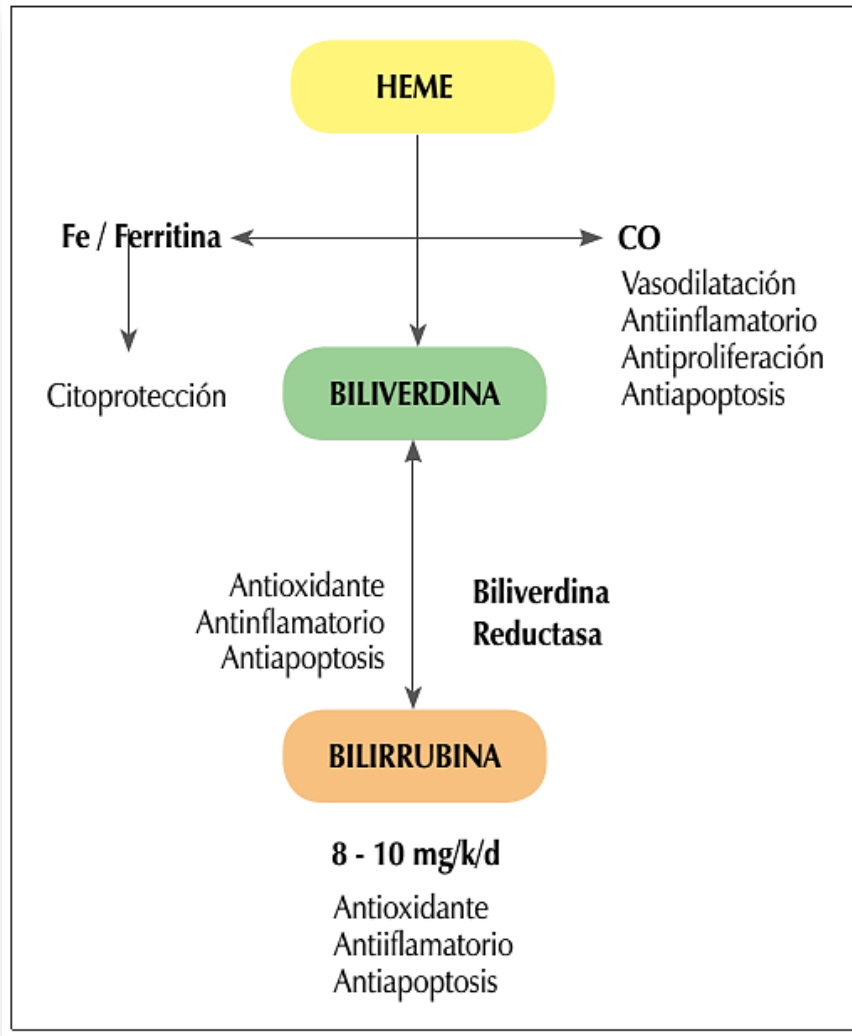 HEME
Fe / Ferritina
CO
Vasodilatación
Antiinflamatorio
Antiproliferación
Antiapoptosis
Citoprotección
BILIVERDINA
Antioxidante
Antinflamatorio
Antiapoptosis
Biliverdina
Reductasa
BILIRRUBINA
8 - 10 mg/k/d
Antioxidante
Antiiflamatorio
Antiapoptosis